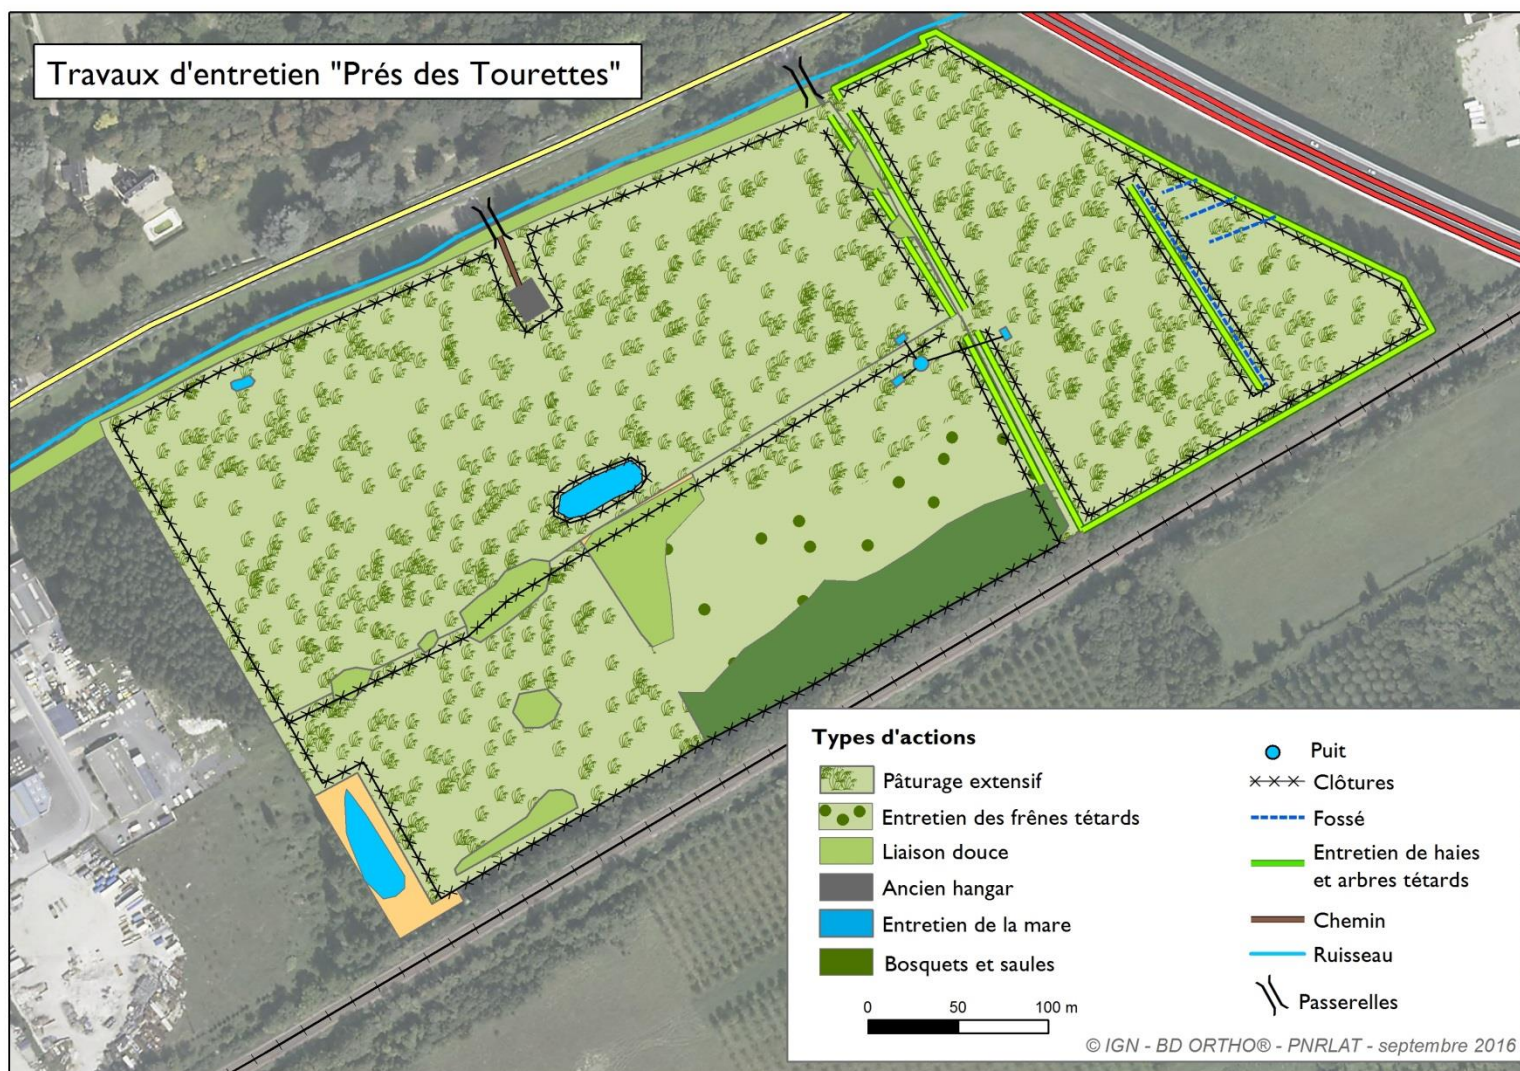 Travaux d'entretien "Prés des Tourettes"
Types d'actions
Pâturage extensif
Entretien des frênes tétards
Liaison douce
Ancien hangar
Entretien de la mare
Bosquets et saules
0 50 100 m
Puit
Clôtures
Fossé
Entretien de haies
et arbres tétards
Chemin
Ruisseau
Passerelles
© IGN - BD ORTHO® - PNRLAT - septembre 2016